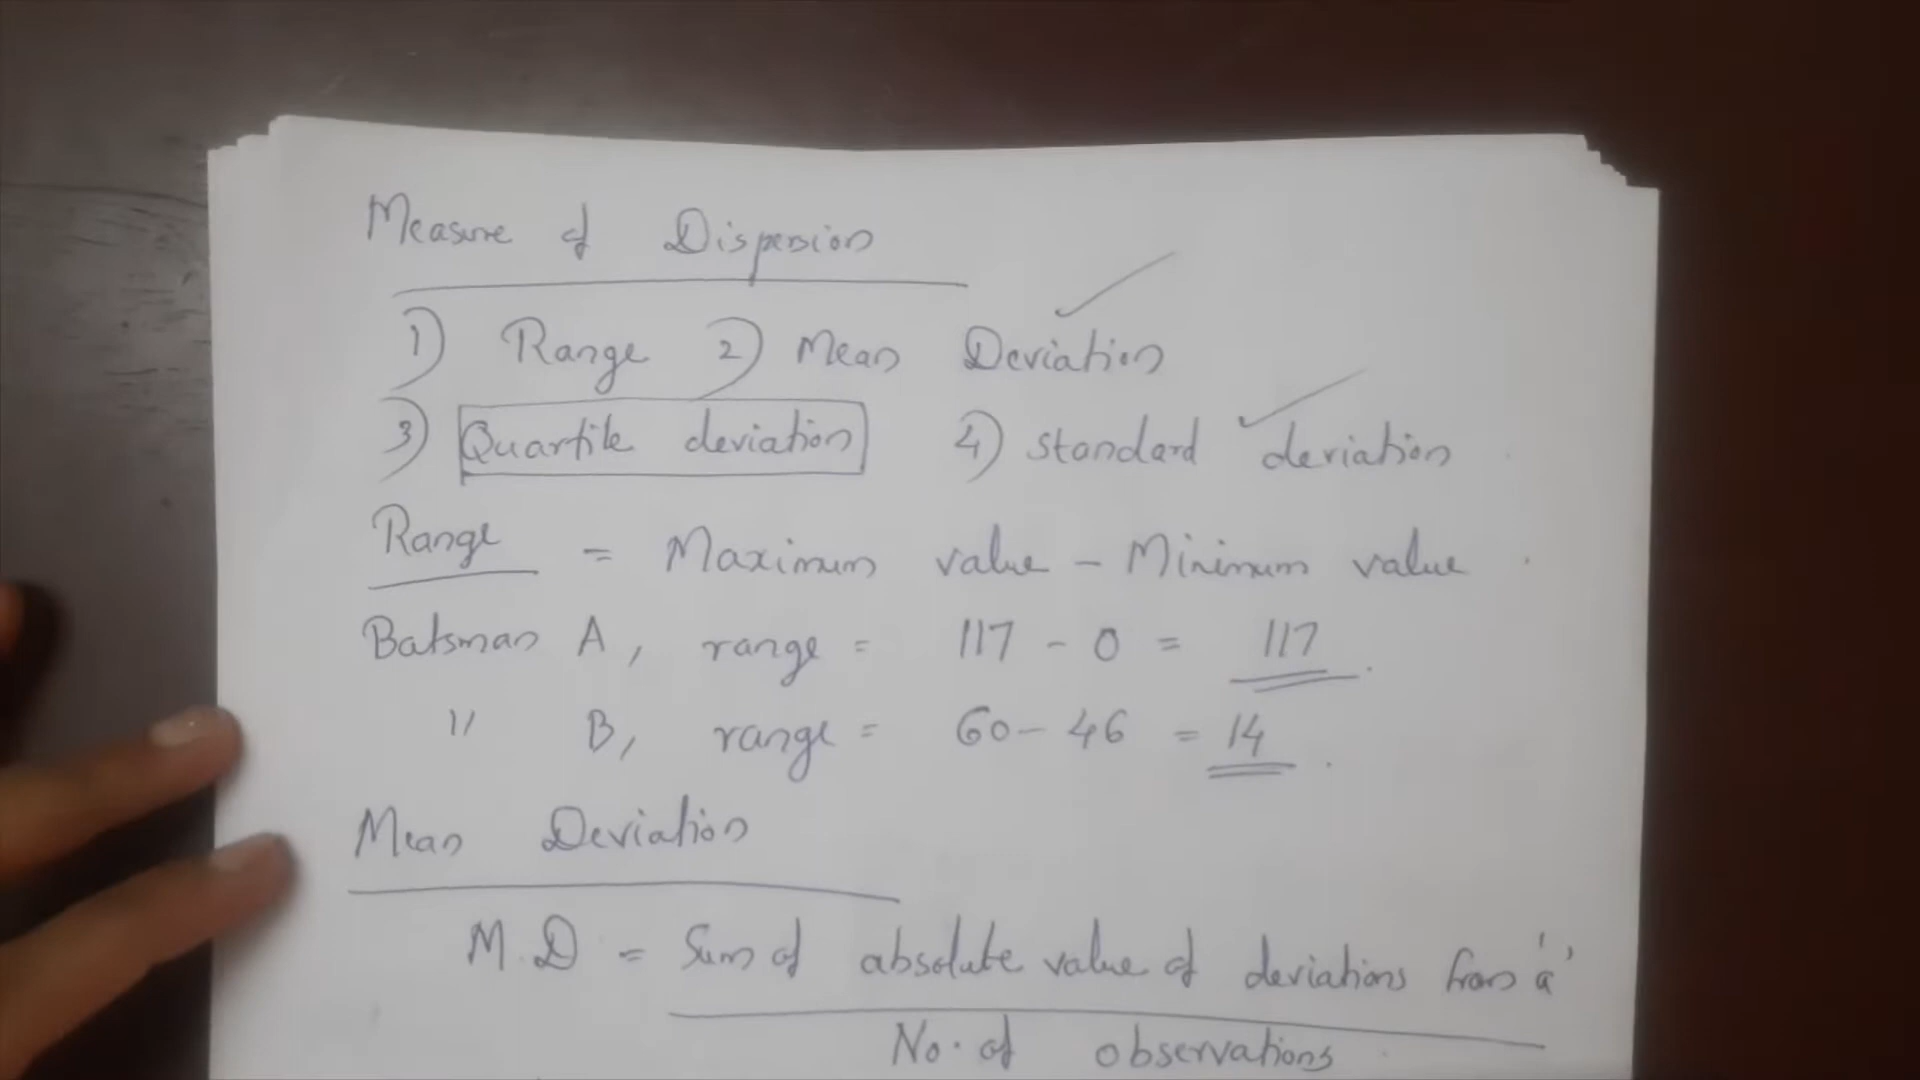 Measure of Dispersion
1) Range 2) Mean Deviation
3) Quartile deviation 4) standard deviation
Range = Maximum value - Minimum value
Batsman A, range = 117 - 0 = 117
" B, range = 60 - 46 = 14
Mean Deviation
M.D = Sum of absolute value of deviations from 'a'
No. of observations